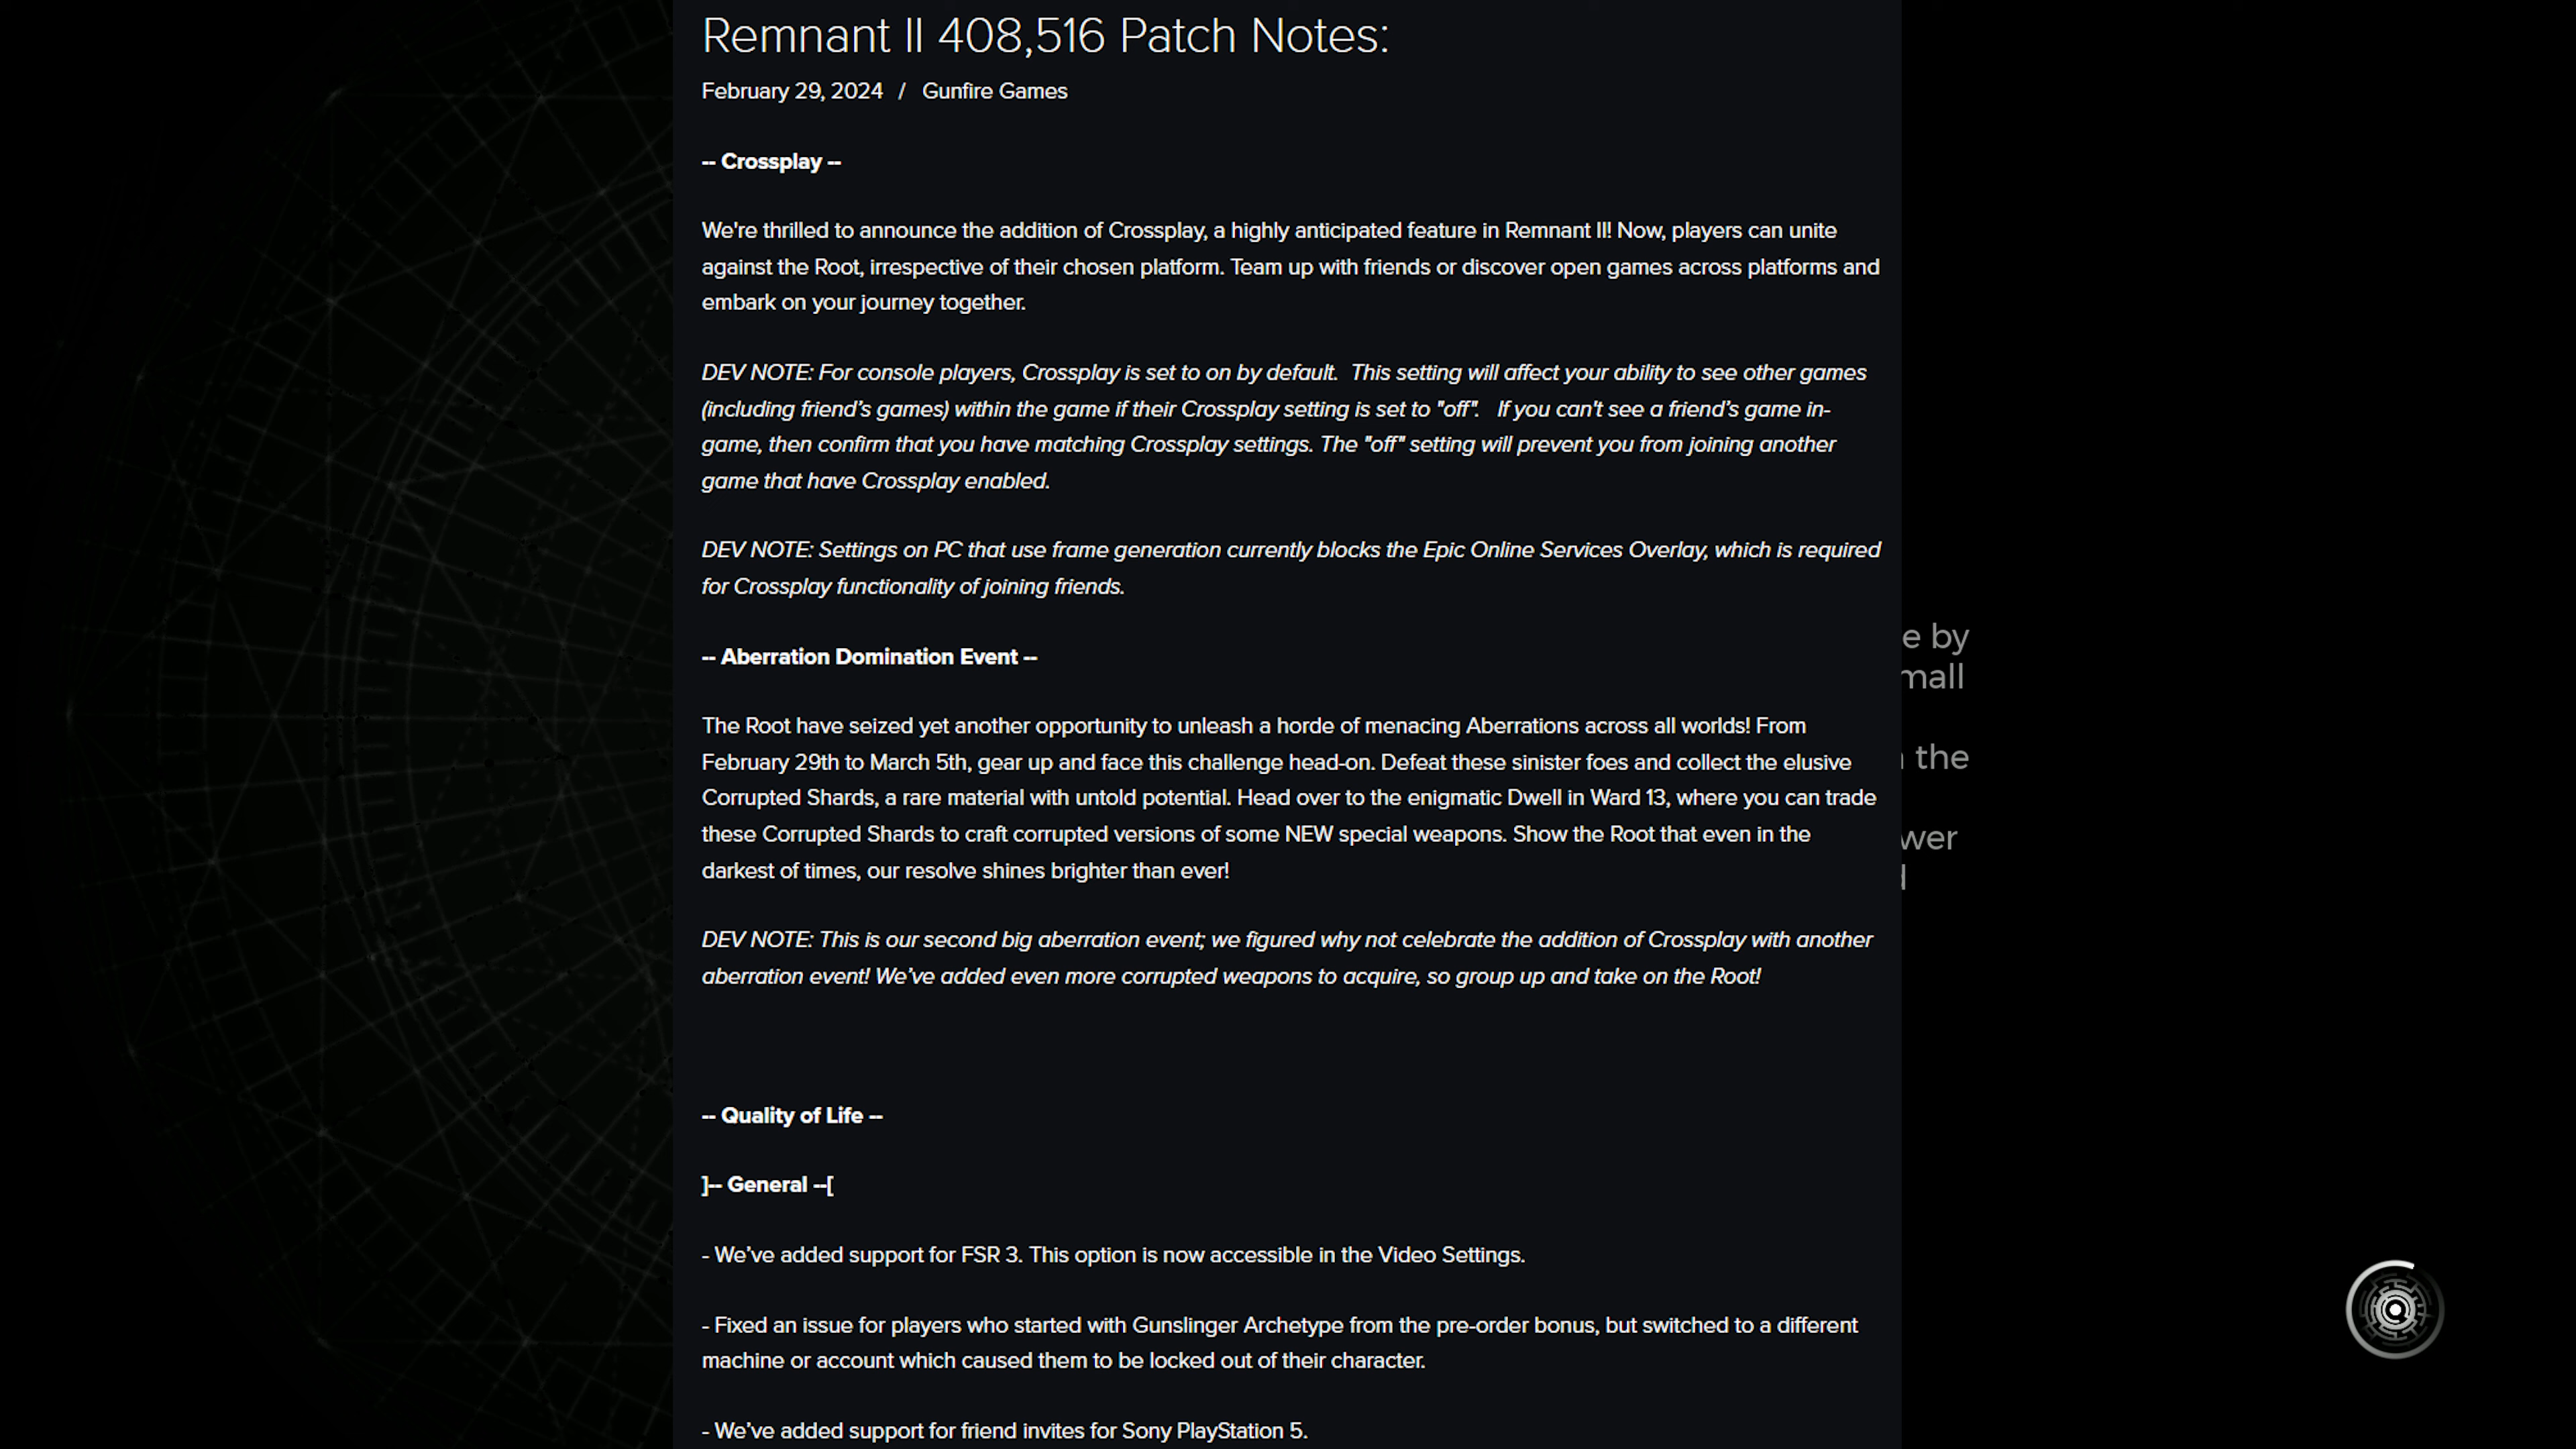 Remnant II 408,516 Patch Notes:
February 29, 2024 / Gunfire Games
-- Crossplay --
We're thrilled to announce the addition of Crossplay, a highly anticipated feature in Remnant II! Now, players can unite
against the Root, irrespective of their chosen platform. Team up with friends or discover open games across platforms and
embark on your journey together.
DEV NOTE: For console players, Crossplay is set to on by default.  This setting will affect your ability to see other games
(including friend's games) within the game if their Crossplay setting is set to "off".   If you can't see a friend's game in-
game, then confirm that you have matching Crossplay settings. The "off" setting will prevent you from joining another
game that have Crossplay enabled.
DEV NOTE: Settings on PC that use frame generation currently blocks the Epic Online Services Overlay, which is required
for Crossplay functionality of joining friends.
-- Aberration Domination Event --
The Root have seized yet another opportunity to unleash a horde of menacing Aberrations across all worlds! From
February 29th to March 5th, gear up and face this challenge head-on. Defeat these sinister foes and collect the elusive
Corrupted Shards, a rare material with untold potential. Head over to the enigmatic Dwell in Ward 13, where you can trade
these Corrupted Shards to craft corrupted versions of some NEW special weapons. Show the Root that even in the
darkest of times, our resolve shines brighter than ever!
DEV NOTE: This is our second big aberration event; we figured why not celebrate the addition of Crossplay with another
aberration event! We've added even more corrupted weapons to acquire, so group up and take on the Root!
-- Quality of Life --
]-- General --[
- We've added support for FSR 3. This option is now accessible in the Video Settings.
- Fixed an issue for players who started with Gunslinger Archetype from the pre-order bonus, but switched to a different
machine or account which caused them to be locked out of their character.
- We've added support for friend invites for Sony PlayStation 5.
e by
mall
the
wer